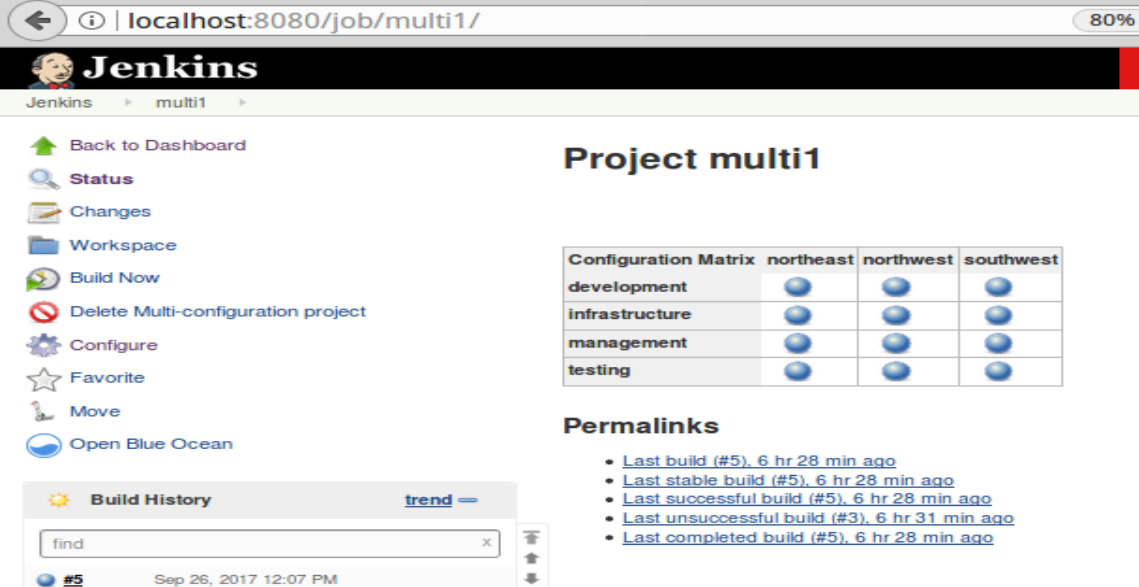 localhost:8080/job/multi1/
80%
Jenkins
Jenkins multi1
Back to Dashboard
Status
Changes
Workspace
Build Now
Delete Multi-configuration project
Configure
Favorite
Move
Open Blue Ocean
Build History trend
find x
#5 Sep 26, 2017 12:07 PM
Project multi1
Configuration Matrix northeast northwest southwest
development
infrastructure
management
testing
Permalinks
Last build (#5), 6 hr 28 min ago
Last stable build (#5), 6 hr 28 min ago
Last successful build (#5), 6 hr 28 min ago
Last unsuccessful build (#3), 6 hr 31 min ago
Last completed build (#5), 6 hr 28 min ago